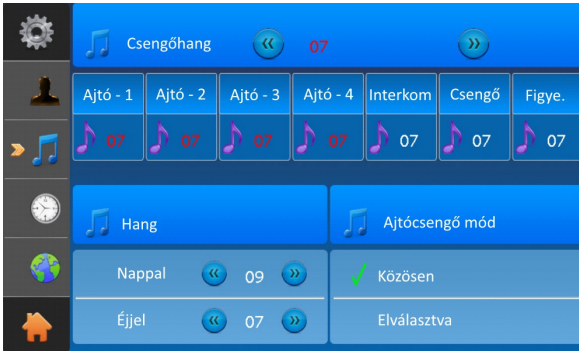 Csengőhang 07
Ajtó - 1 Ajtó - 2 Ajtó - 3 Ajtó - 4 Interkom Csengő Figye.
07 07 07 07 07 07 07
Hang Ajtócsengő mód
Nappal 09 Közösen
Éjjel 07 Elválasztva